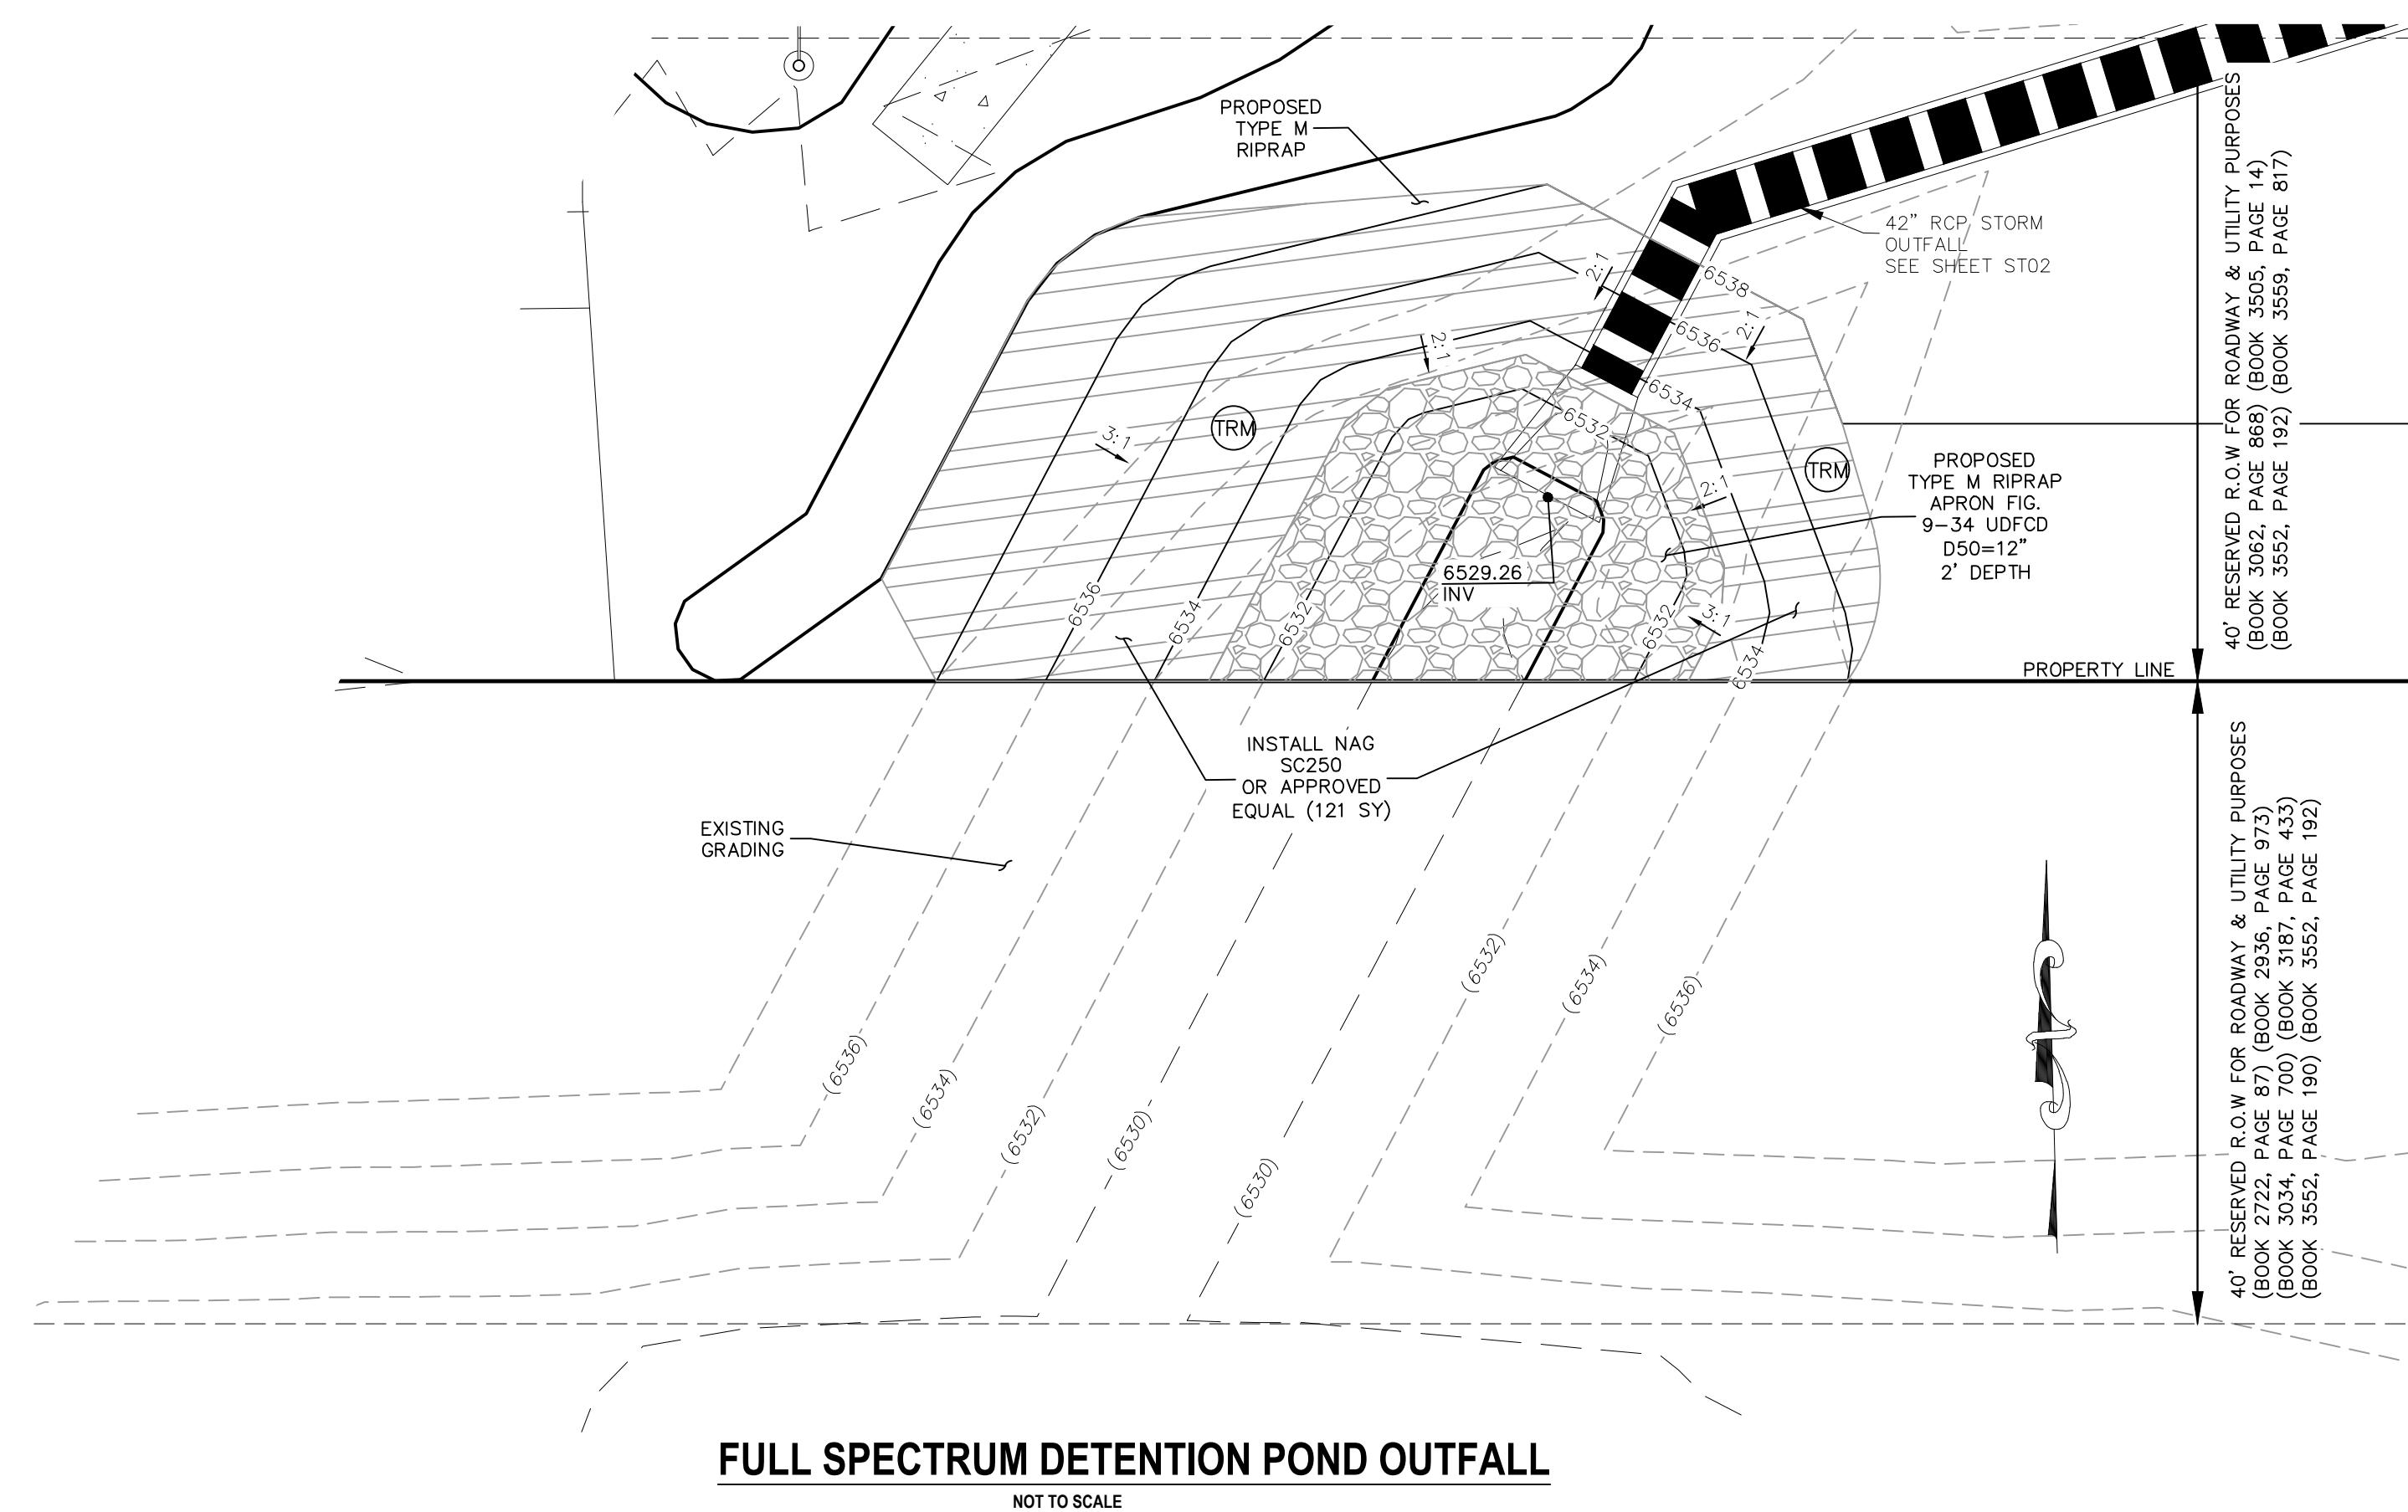 PROPOSED
TYPE M
RIPRAP
42" RCP STORM
OUTFALL
SEE SHEET ST02
40' RESERVED R.O.W FOR ROADWAY & UTILITY PURPOSES
(BOOK 3062, PAGE 868) (BOOK 3505, PAGE 14)
(BOOK 3552, PAGE 192) (BOOK 3559, PAGE 817)
2:1
6538
6536
2:1
2:1
6534
6532
3:1
TRM
TRM
2:1
PROPOSED
TYPE M RIPRAP
APRON FIG.
9-34 UDFCD
D50=12"
2' DEPTH
6529.26
INV
6536
6534
6532
6532
3:1
6534
PROPERTY LINE
INSTALL NAG
SC250
OR APPROVED
EQUAL (121 SY)
EXISTING
GRADING
40' RESERVED R.O.W FOR ROADWAY & UTILITY PURPOSES
(BOOK 2722, PAGE 87) (BOOK 2936, PAGE 973)
(BOOK 3034, PAGE 700) (BOOK 3187, PAGE 433)
(BOOK 3552, PAGE 190) (BOOK 3552, PAGE 192)
(6532)
(6534)
(6536)
(6536)
(6534)
(6532)
(6530)
(6530)
FULL SPECTRUM DETENTION POND OUTFALL
NOT TO SCALE